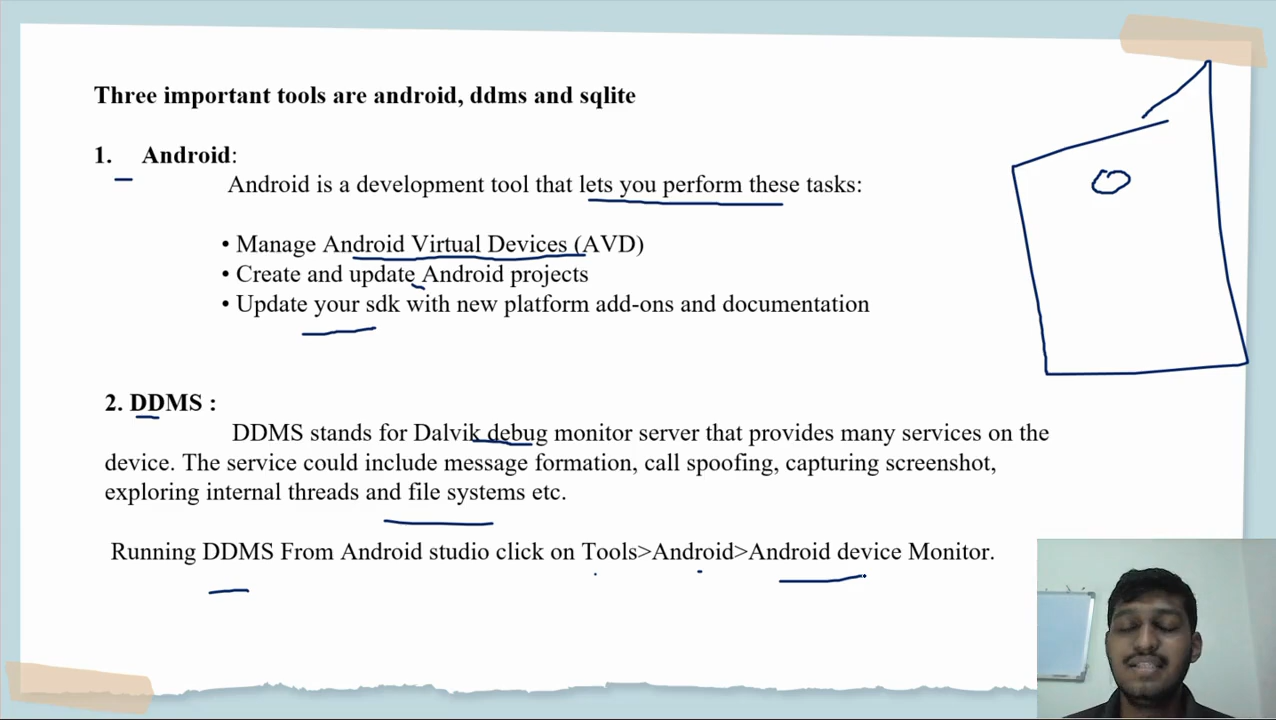 Three important tools are android, ddms and sqlite
1. Android:
Android is a development tool that lets you perform these tasks:
• Manage Android Virtual Devices (AVD)
• Create and update Android projects
• Update your sdk with new platform add-ons and documentation
2. DDMS :
DDMS stands for Dalvik debug monitor server that provides many services on the
device. The service could include message formation, call spoofing, capturing screenshot,
exploring internal threads and file systems etc.
Running DDMS From Android studio click on Tools>Android>Android device Monitor.